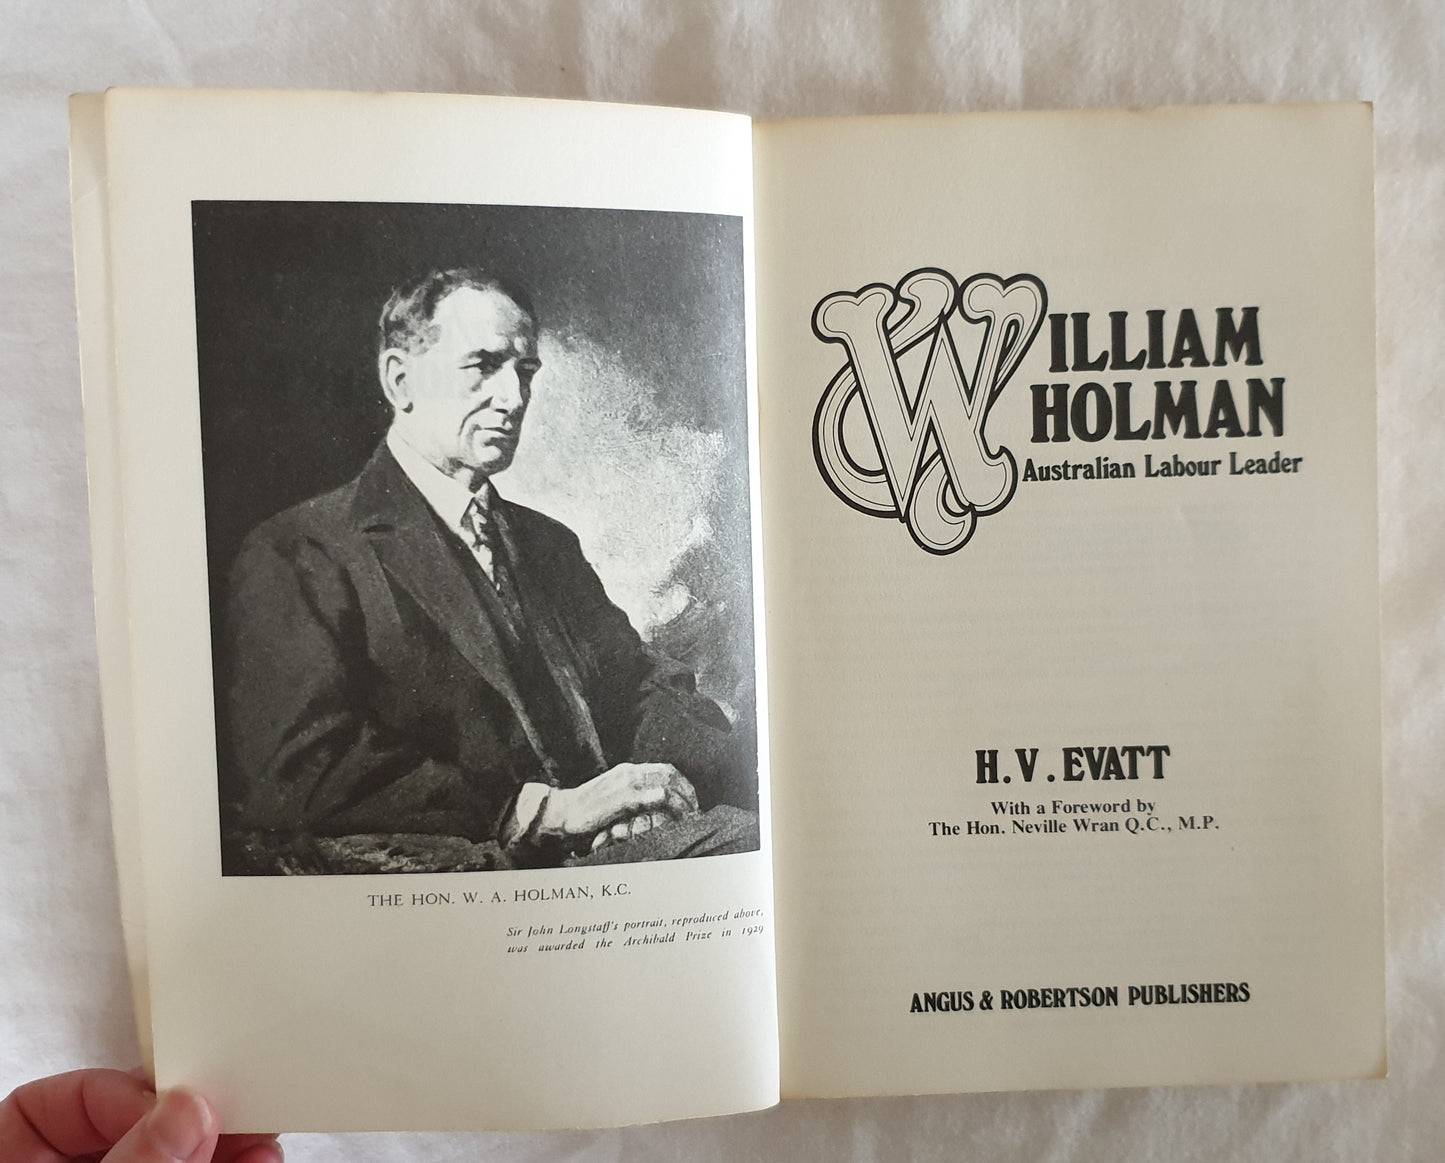 THE HON. W. A. HOLMAN, K.C.
Sir John Longstaff's portrait, reproduced above,
was awarded the Archibald Prize in 1929
WILLIAM
HOLMAN
Australian Labour Leader
H. V. EVATT
With a Foreword by
The Hon. Neville Wran Q.C., M.P.
ANGUS & ROBERTSON PUBLISHERS